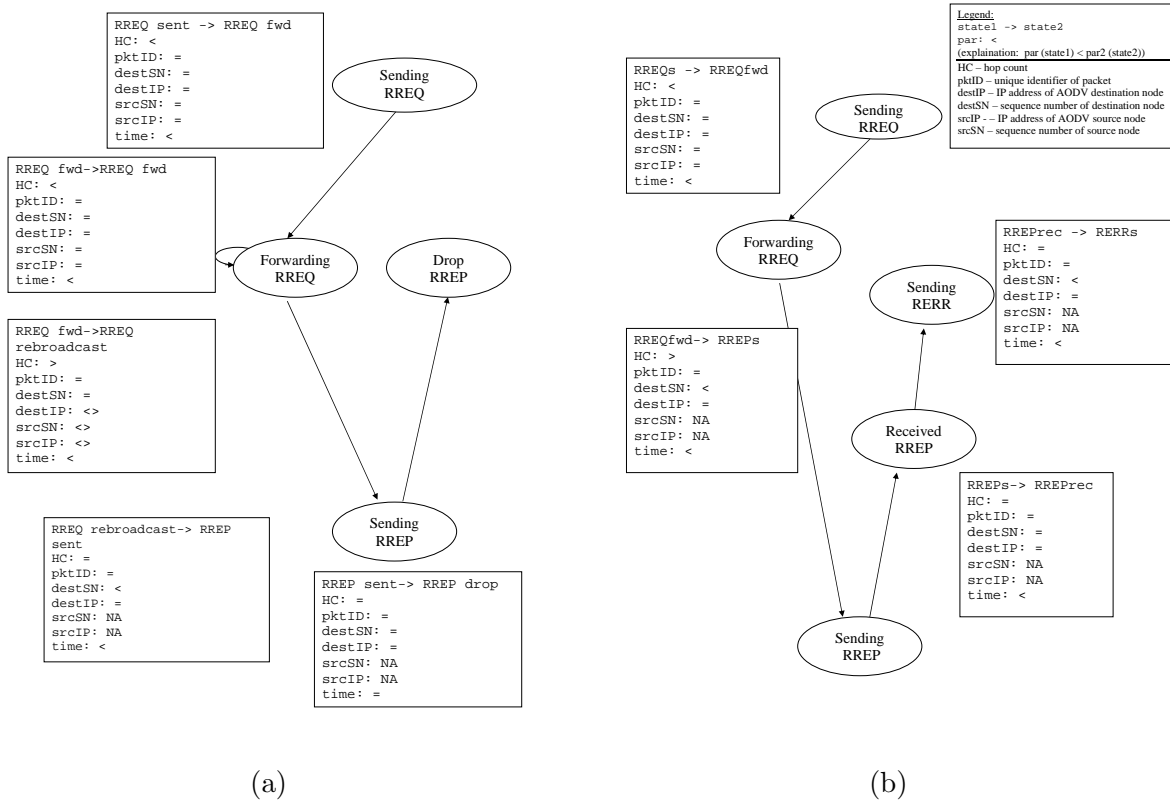 RREQ sent -> RREQ fwd
HC: <
pktID: =
destSN: =
destIP: =
srcSN: =
srcIP: =
time: <
Sending
RREQ
RREQ fwd->RREQ fwd
HC: <
pktID: =
destSN: =
destIP: =
srcSN: =
srcIP: =
time: <
Forwarding
RREQ
Drop
RREP
RREQ fwd->RREQ
rebroadcast
HC: >
pktID: =
destSN: =
destIP: <>
srcSN: <>
srcIP: <>
time: <
Sending
RREP
RREQ rebroadcast-> RREP
sent
HC: =
pktID: =
destSN: <
destIP: =
srcSN: NA
srcIP: NA
time: <
RREP sent-> RREP drop
HC: =
pktID: =
destSN: =
destIP: =
srcSN: NA
srcIP: NA
time: =
(a)
Legend:
state1 -> state2
par: <
(explaination: par (state1) < par2 (state2))
HC – hop count
pktID – unique identifier of packet
destIP – IP address of AODV destination node
destSN – sequence number of destination node
srcIP - – IP address of AODV source node
srcSN – sequence number of source node
RREQs -> RREQfwd
HC: <
pktID: =
destSN: =
destIP: =
srcSN: =
srcIP: =
time: <
Sending
RREQ
Forwarding
RREQ
RREPrec -> RERRs
HC: =
pktID: =
destSN: <
destIP: =
srcSN: NA
srcIP: NA
time: <
Sending
RERR
RREQfwd-> RREPs
HC: >
pktID: =
destSN: <
destIP: =
srcSN: NA
srcIP: NA
time: <
Received
RREP
RREPs-> RREPrec
HC: =
pktID: =
destSN: =
destIP: =
srcSN: NA
srcIP: NA
time: <
Sending
RREP
(b)